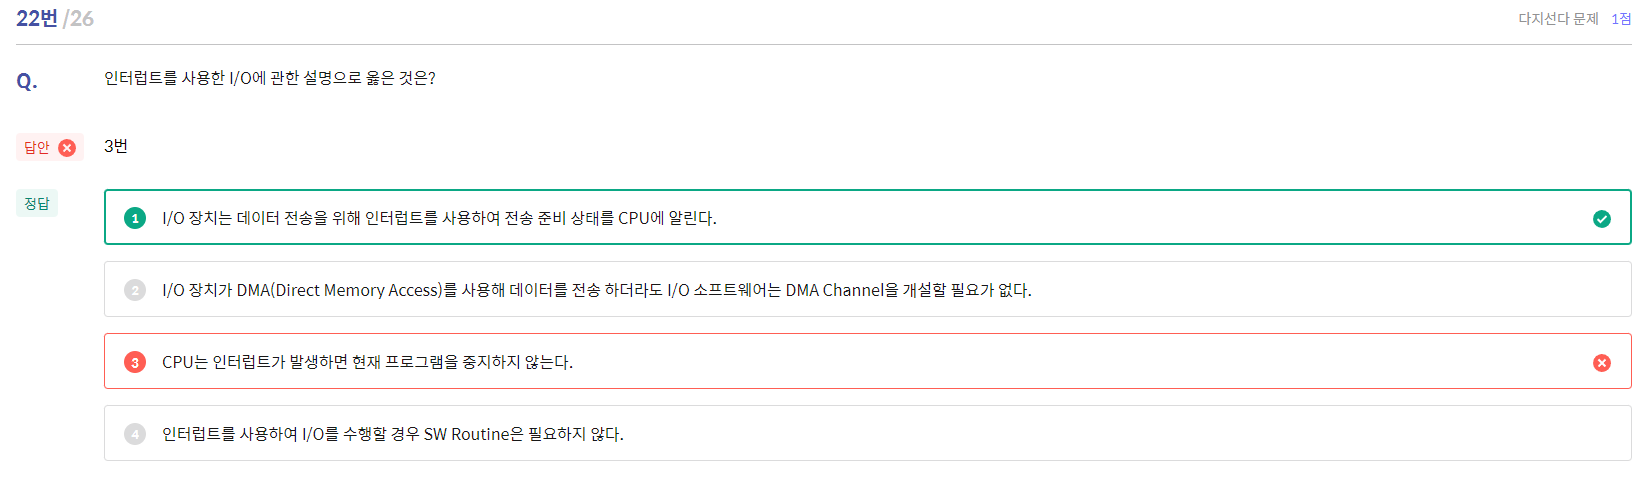 22번 /26
다지선다 문제 1점
Q. 인터럽트를 사용한 I/O에 관한 설명으로 옳은 것은?
답안 3번
정답
1 I/O 장치는 데이터 전송을 위해 인터럽트를 사용하여 전송 준비 상태를 CPU에 알린다.
2 I/O 장치가 DMA(Direct Memory Access)를 사용해 데이터를 전송 하더라도 I/O 소프트웨어는 DMA Channel을 개설할 필요가 없다.
3 CPU는 인터럽트가 발생하면 현재 프로그램을 중지하지 않는다.
4 인터럽트를 사용하여 I/O를 수행할 경우 SW Routine은 필요하지 않다.